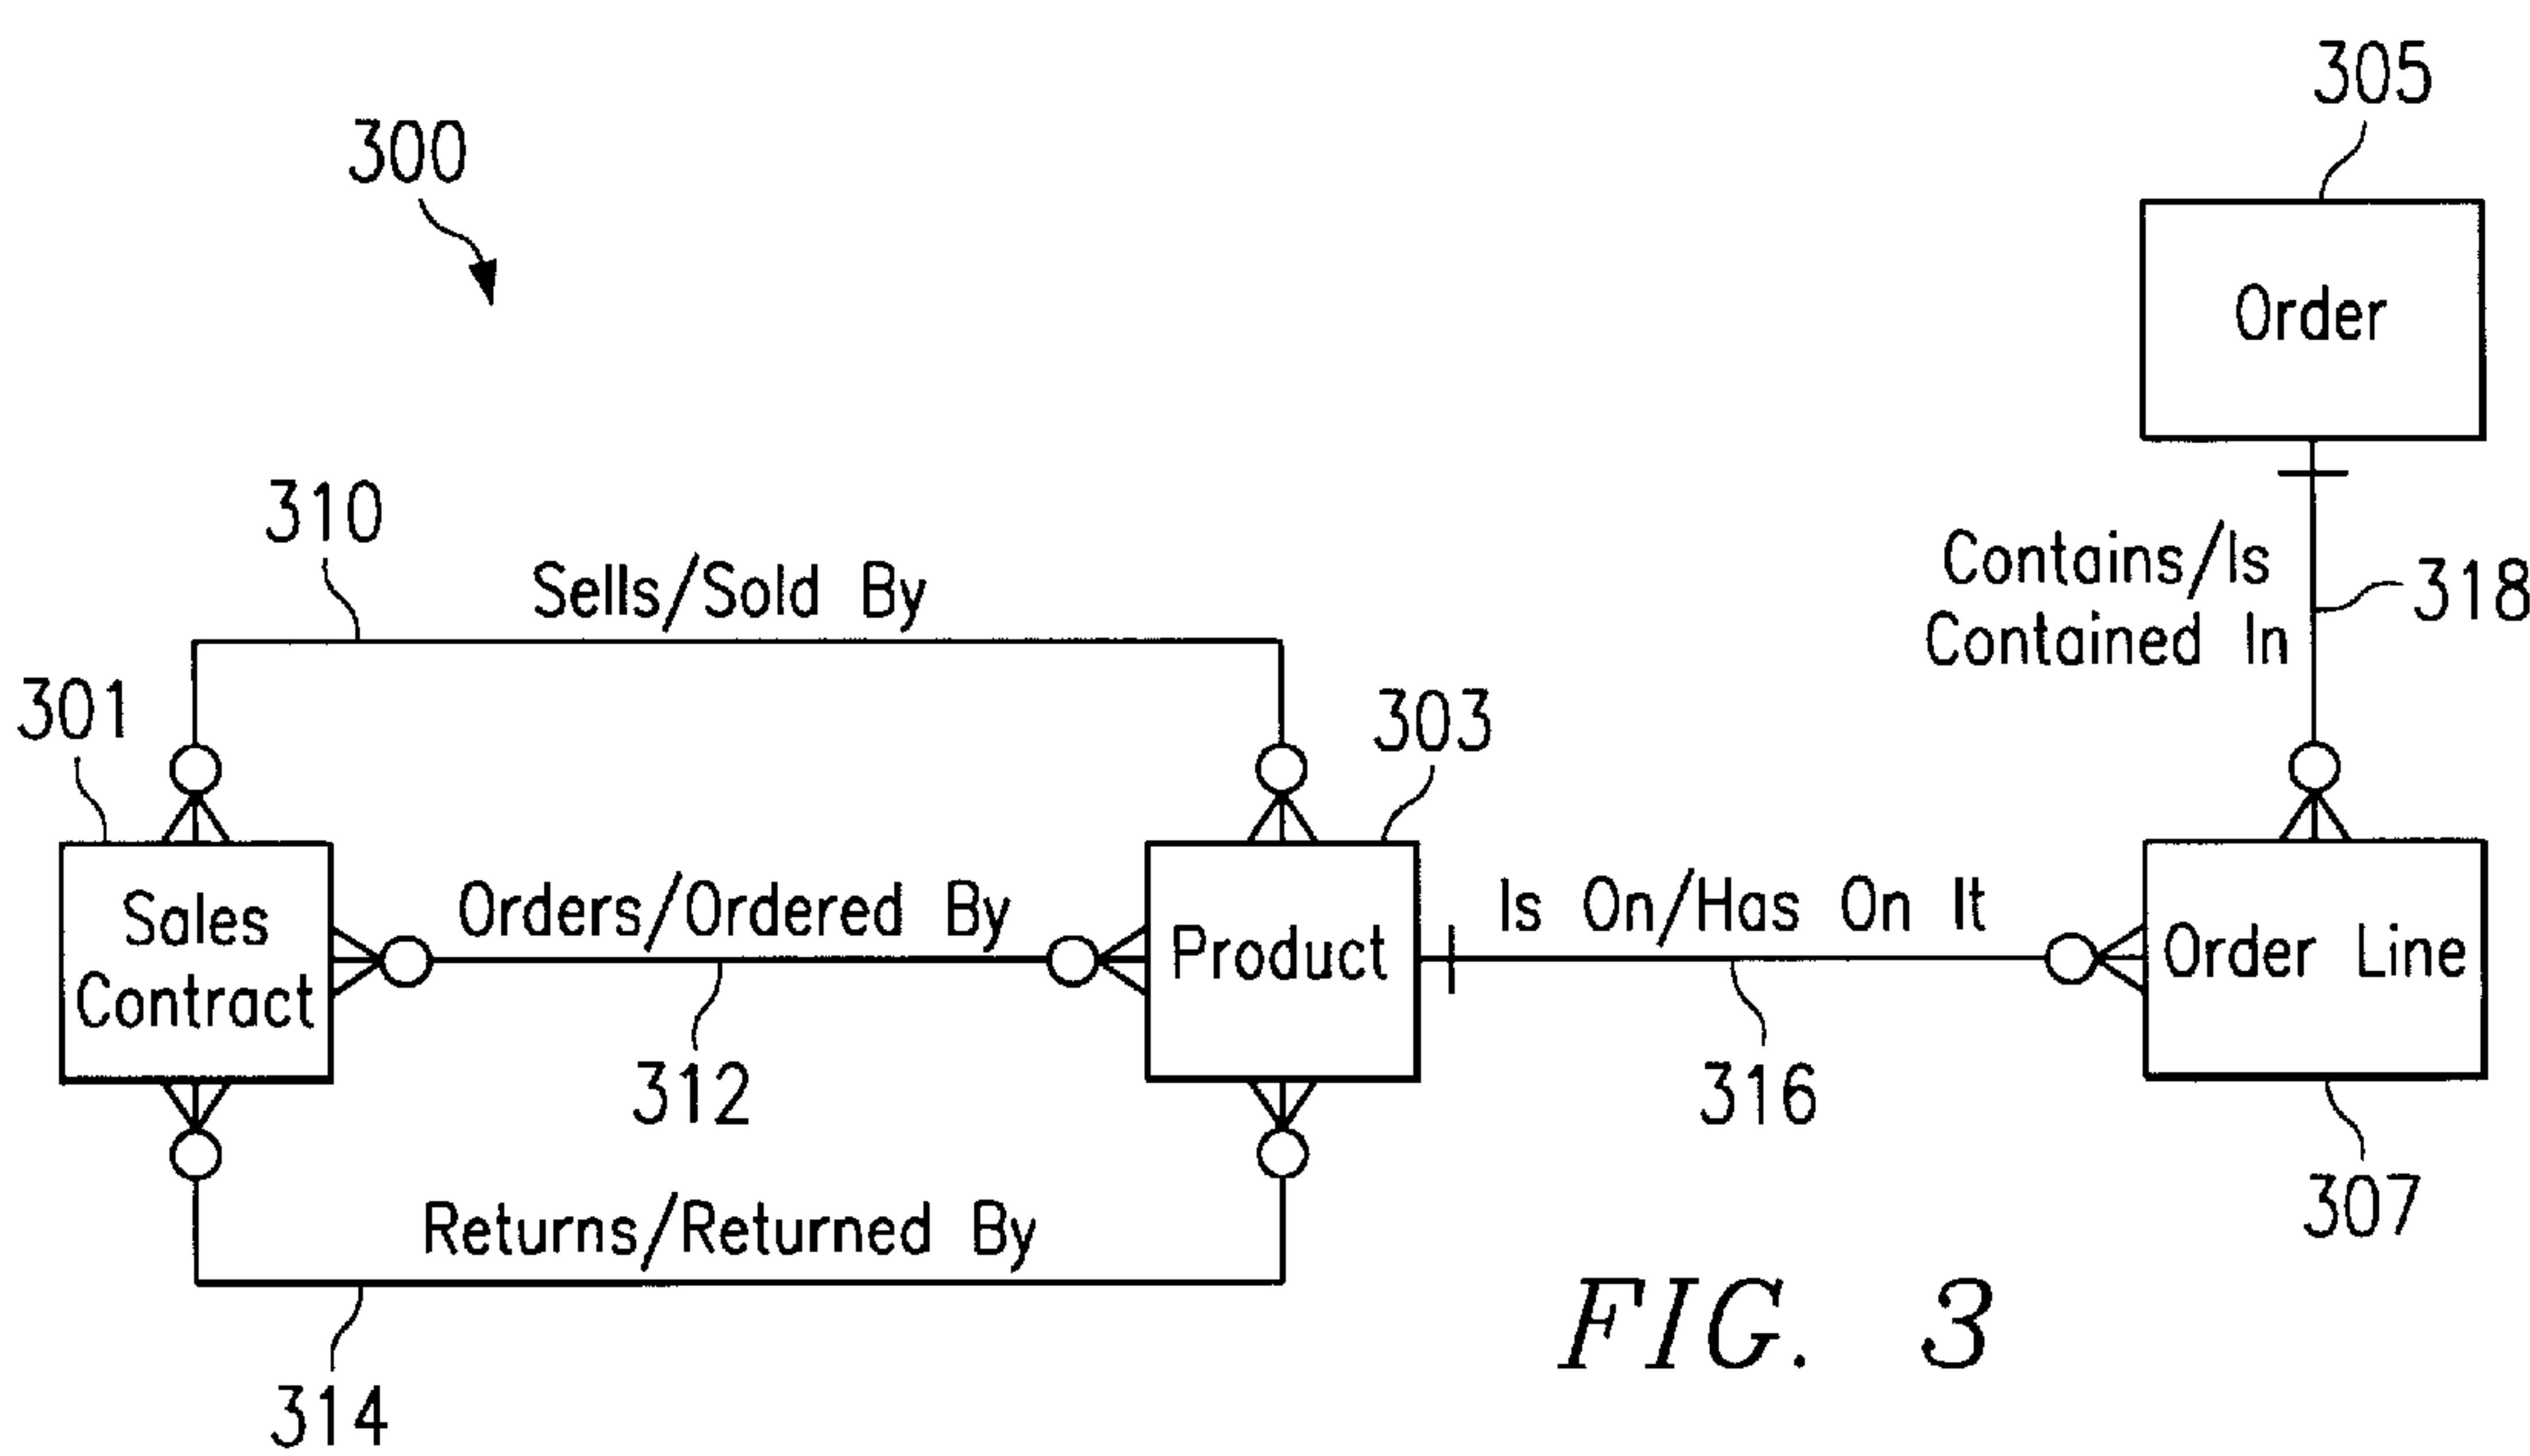 305
300
Order
310
Contains/Is
Contained In
318
Sells/Sold By
301
303
Sales
Contract
Orders/Ordered By
Product
Is On/Has On It
Order Line
312
316
307
Returns/Returned By
FIG. 3
314